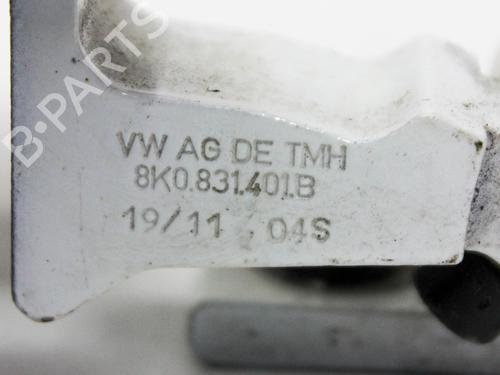 B-PARTS
VW AG DE TMH
8K0.831.401.B
19/11 04S